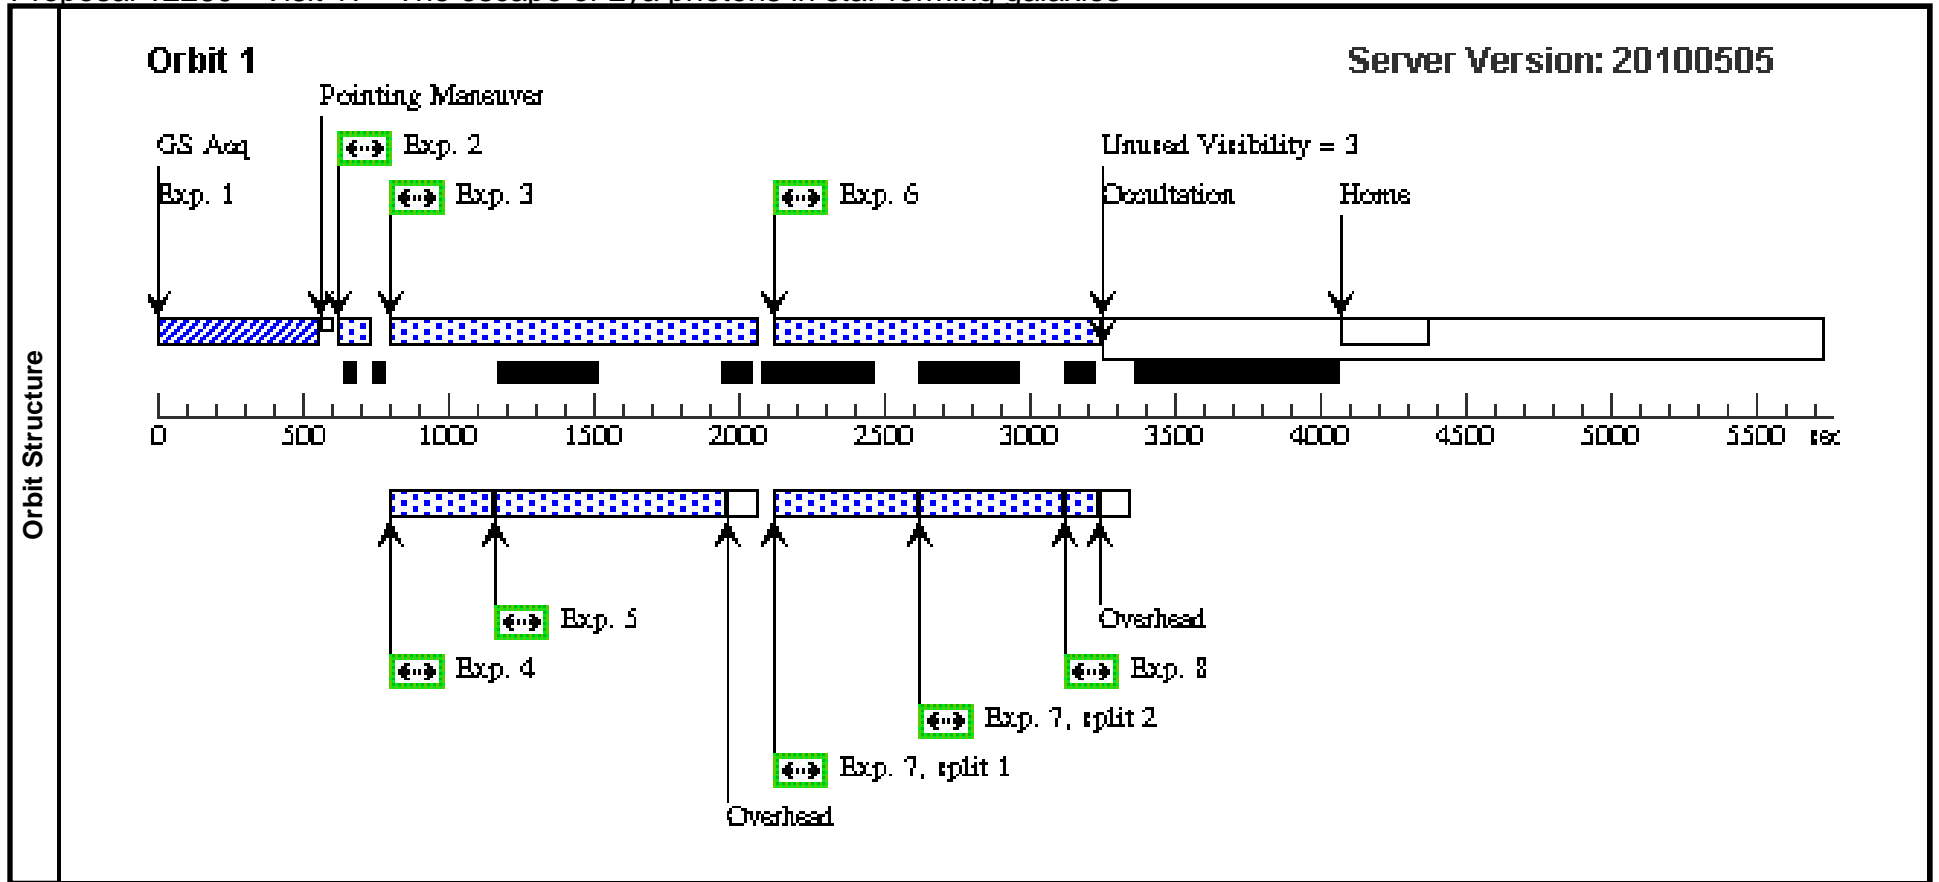 Orbit 1
Server Version: 20100505
Pointing Maneuver
GS Acq
Exp. 2
Unused Visibility = 3
Exp. 1
Exp. 3
Exp. 6
Occultation
Home
0 500 1000 1500 2000 2500 3000 3500 4000 4500 5000 5500 sec
Orbit Structure
Exp. 5
Overhead
Exp. 4
Exp. 8
Exp. 7, split 2
Exp. 7, split 1
Overhead